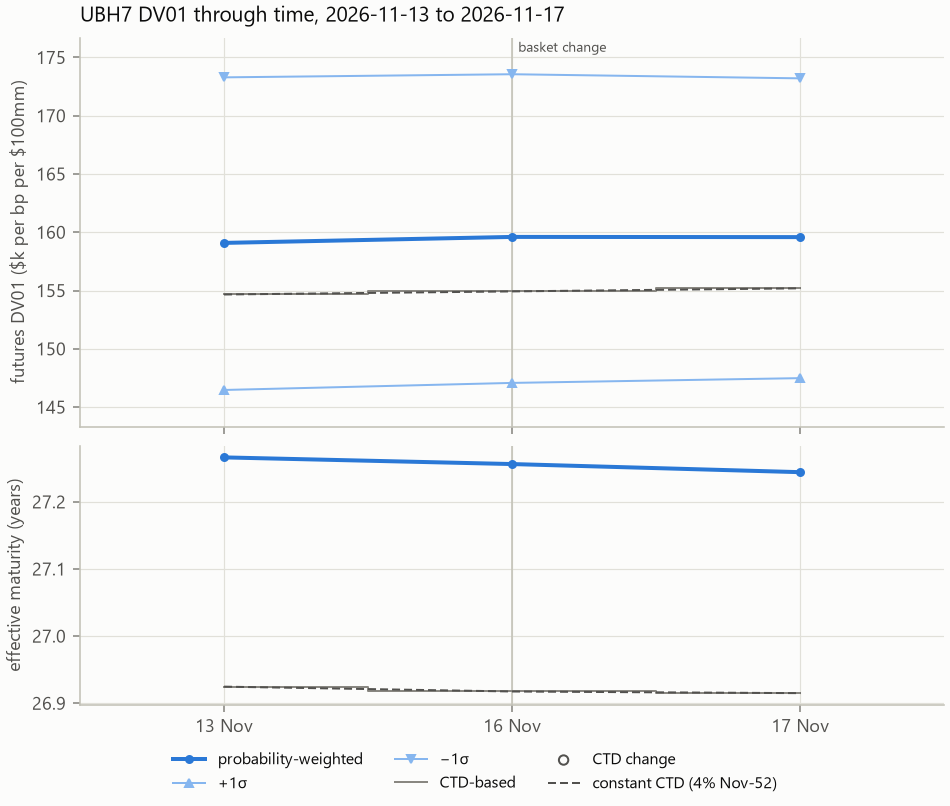 UBH7 DV01 through time, 2026-11-13 to 2026-11-17
basket change
futures DV01 ($k per bp per $100mm)
175
170
165
160
155
150
145
effective maturity (years)
27.2
27.1
27.0
26.9
13 Nov
16 Nov
17 Nov
probability-weighted
+1σ
−1σ
CTD-based
CTD change
constant CTD (4% Nov-52)